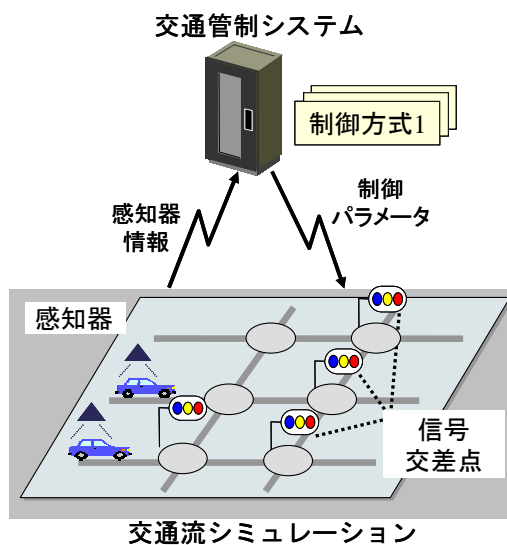 交通管制システム
制御方式1
感知器
情報
制御
パラメータ
感知器
信号
交差点
交通流シミュレーション